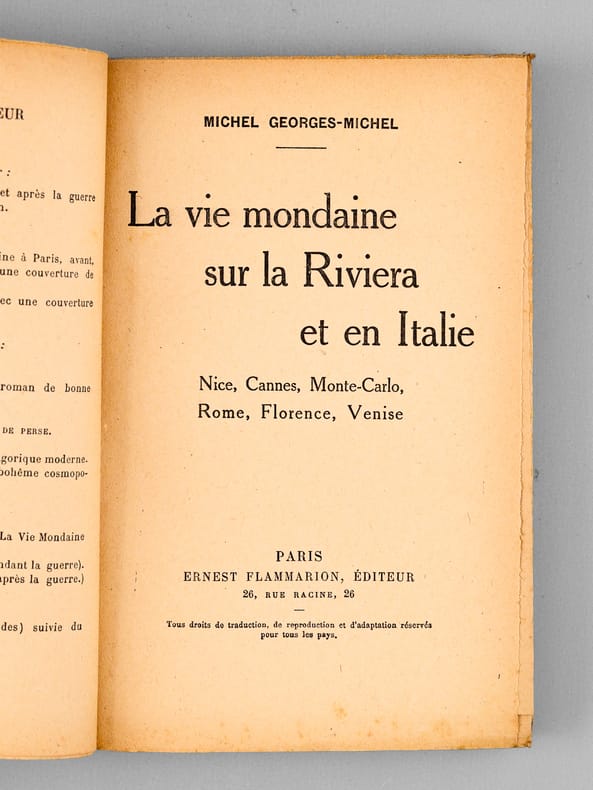 EUR
:
et après la guerre
ine à Paris, avant,
une couverture de
ec une couverture
:
roman de bonne
DE PERSE.
gorique moderne.
bohême cosmopo-
La Vie Mondaine
ndant la guerre).
après la guerre.)
des) suivie du
MICHEL GEORGES-MICHEL
La vie mondaine
sur la Riviera
et en Italie
Nice, Cannes, Monte-Carlo,
Rome, Florence, Venise
PARIS
ERNEST FLAMMARION, ÉDITEUR
26, RUE RACINE, 26
Tous droits de traduction, de reproduction et d'adaptation réservés
pour tous les pays.